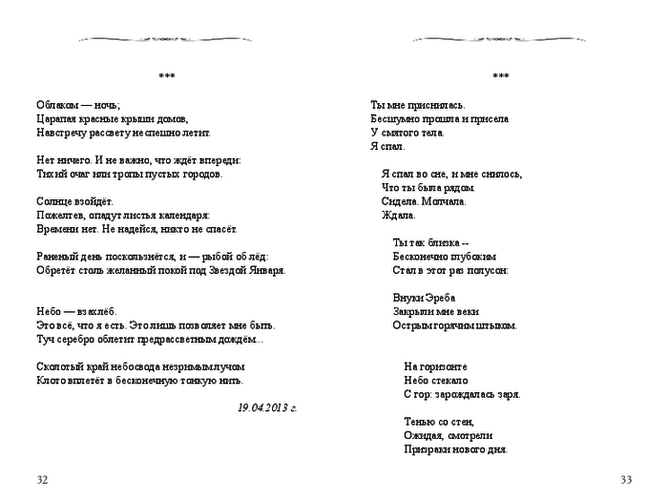 ***
Облаком — ночь;
Царапая красные крыши домов,
Навстречу рассвету неспешно летит.
Нет ничего. И не важно, что ждёт впереди:
Тихий очаг или тропы пустых городов.
Солнце взойдёт.
Пожелтев, опадут листья календаря:
Времени нет. Не надейся, никто не спасёт.
Раненый день поскользнётся, и — рыбой об лёд:
Обретёт столь желанный покой под Звездой Января.
Небо — взахлёб.
Это всё, что я есть. Это лишь позволяет мне быть.
Туч серебро облетит предрассветным дождём...
Сколотый край небосвода незримым лучом
Клото вплетёт в бесконечную тонкую нить.
19.04.2013 г.
32
***
Ты мне приснилась.
Бесшумно прошла и присела
У смятого тела.
Я спал.
Я спал во сне, и мне снилось,
Что ты была рядом.
Сидела. Молчала.
Ждала.
Ты так близка --
Бесконечно глубоким
Стал в этот раз полусон:
Внуки Эреба
Закрыли мне веки
Острым горячим штыком.
На горизонте
Небо стекало
С гор: зарождалась заря.
Тенью со стен,
Ожидая, смотрели
Призраки нового дня.
33